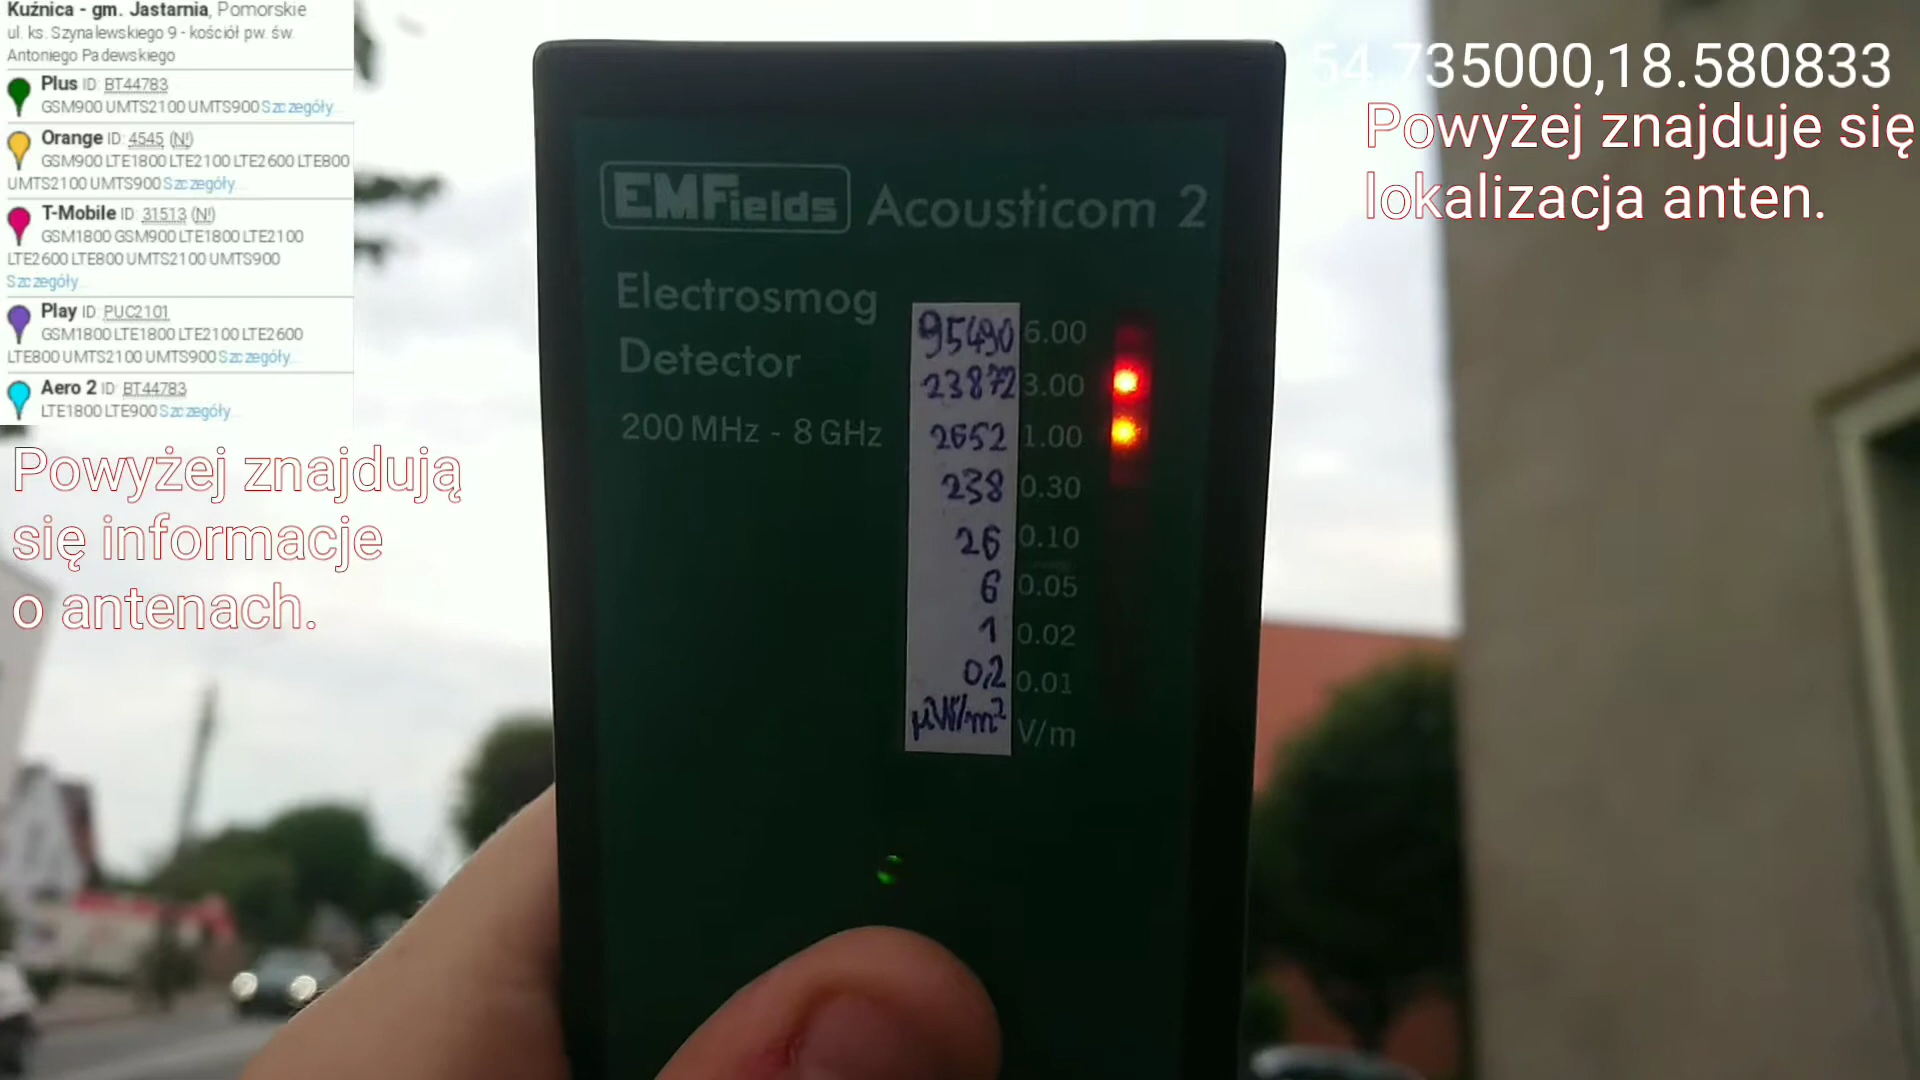 Kuźnica - gm. Jastarnia, Pomorskie
ul. ks. Szynalewskiego 9 - kościół pw. św.
Antoniego Padewskiego
Plus ID: BT44783
GSM900 UMTS2100 UMTS900 Szczegóły...
Orange ID: 4545 (N!)
GSM900 LTE1800 LTE2100 LTE2600 LTE800
UMTS2100 UMTS900 Szczegóły...
T-Mobile ID: 31513 (N!)
GSM1800 GSM900 LTE1800 LTE2100
LTE2600 LTE800 UMTS2100 UMTS900
Szczegóły...
Play ID: PUC2101
GSM1800 LTE1800 LTE2100 LTE2600
LTE800 UMTS2100 UMTS900 Szczegóły...
Aero 2 ID: BT44783
LTE1800 LTE900 Szczegóły...
Powyżej znajdują
się informacje
o antenach.
54.735000,18.580833
Powyżej znajduje się
lokalizacja anten.
EMFields Acousticom 2
Electrosmog
Detector
200 MHz - 8 GHz
95490 6.00
23872 3.00
2652 1.00
238 0.30
26 0.10
6 0.05
1 0.02
0,2 0.01
µW/m² V/m